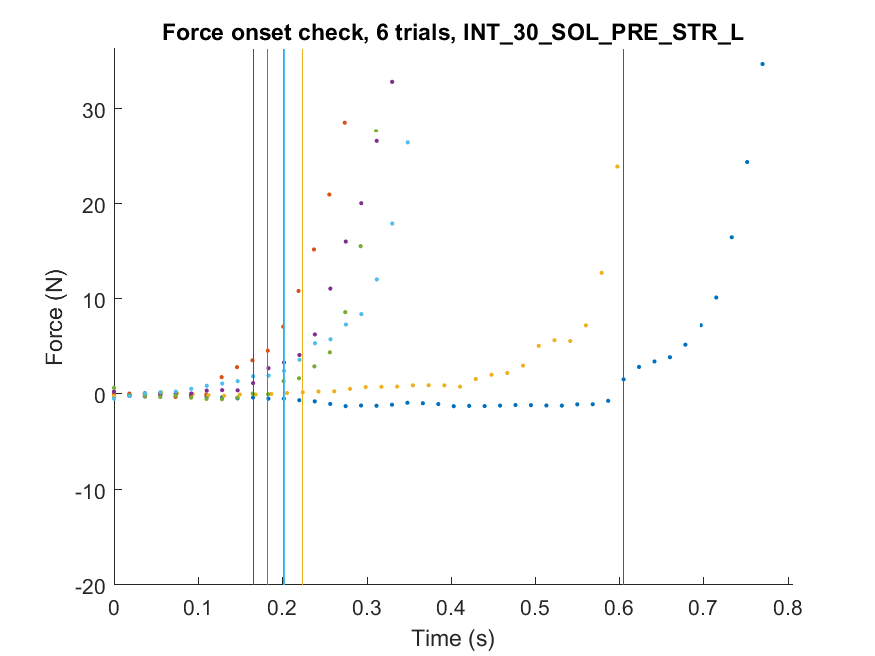 Force onset check, 6 trials, INT_30_SOL_PRE_STR_L
30
20
10
0
-10
-20
Force (N)
0 0.1 0.2 0.3 0.4 0.5 0.6 0.7 0.8
Time (s)